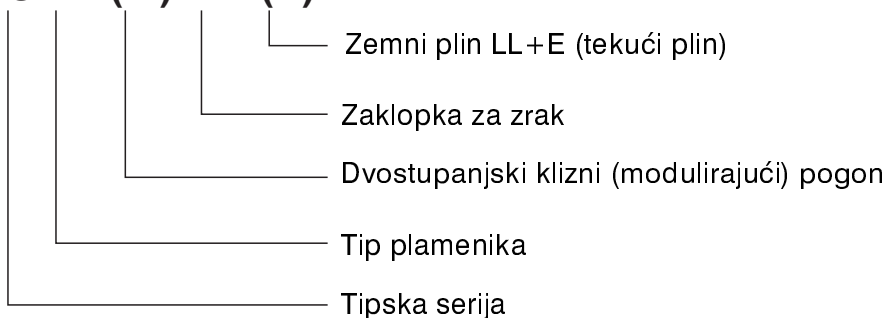 Zemni plin LL+E (tekući plin)
Zaklopka za zrak
Dvostupanjski klizni (modulirajući) pogon
Tip plamenika
Tipska serija